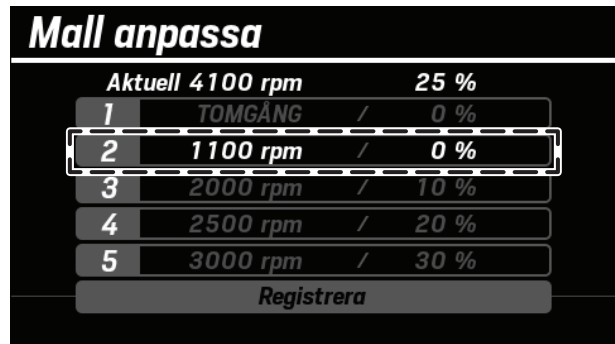 Mall anpassa
Aktuell 4100 rpm 25 %
1 TOMGÅNG / 0 %
2 1100 rpm / 0 %
3 2000 rpm / 10 %
4 2500 rpm / 20 %
5 3000 rpm / 30 %
Registrera